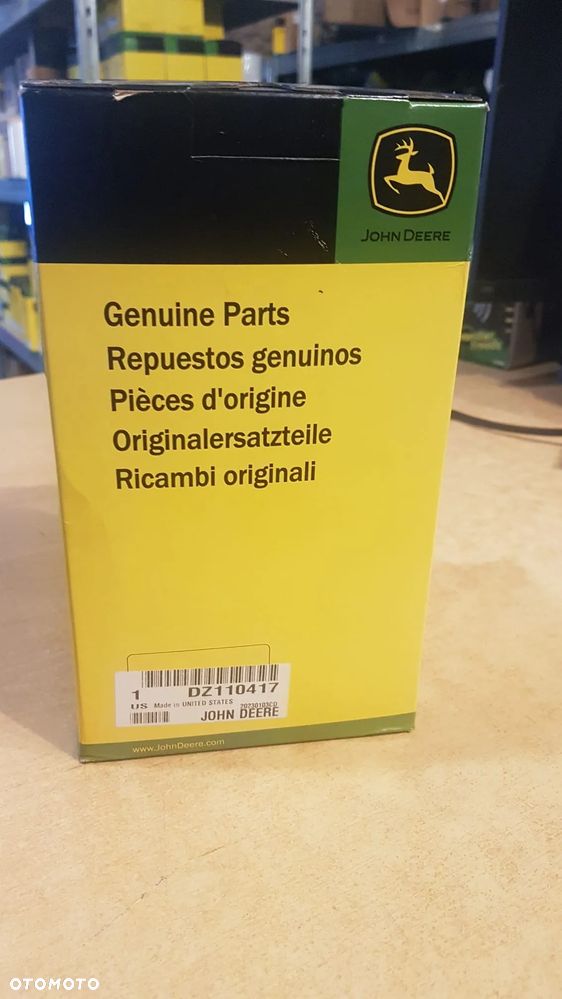 JOHN DEERE
Genuine Parts
Repuestos genuinos
Pièces d'origine
Originalersatzteile
Ricambi originali
1 DZ110417
US Made in UNITED STATES 20230103CD
JOHN DEERE
www.JohnDeere.com
OTOMOTO